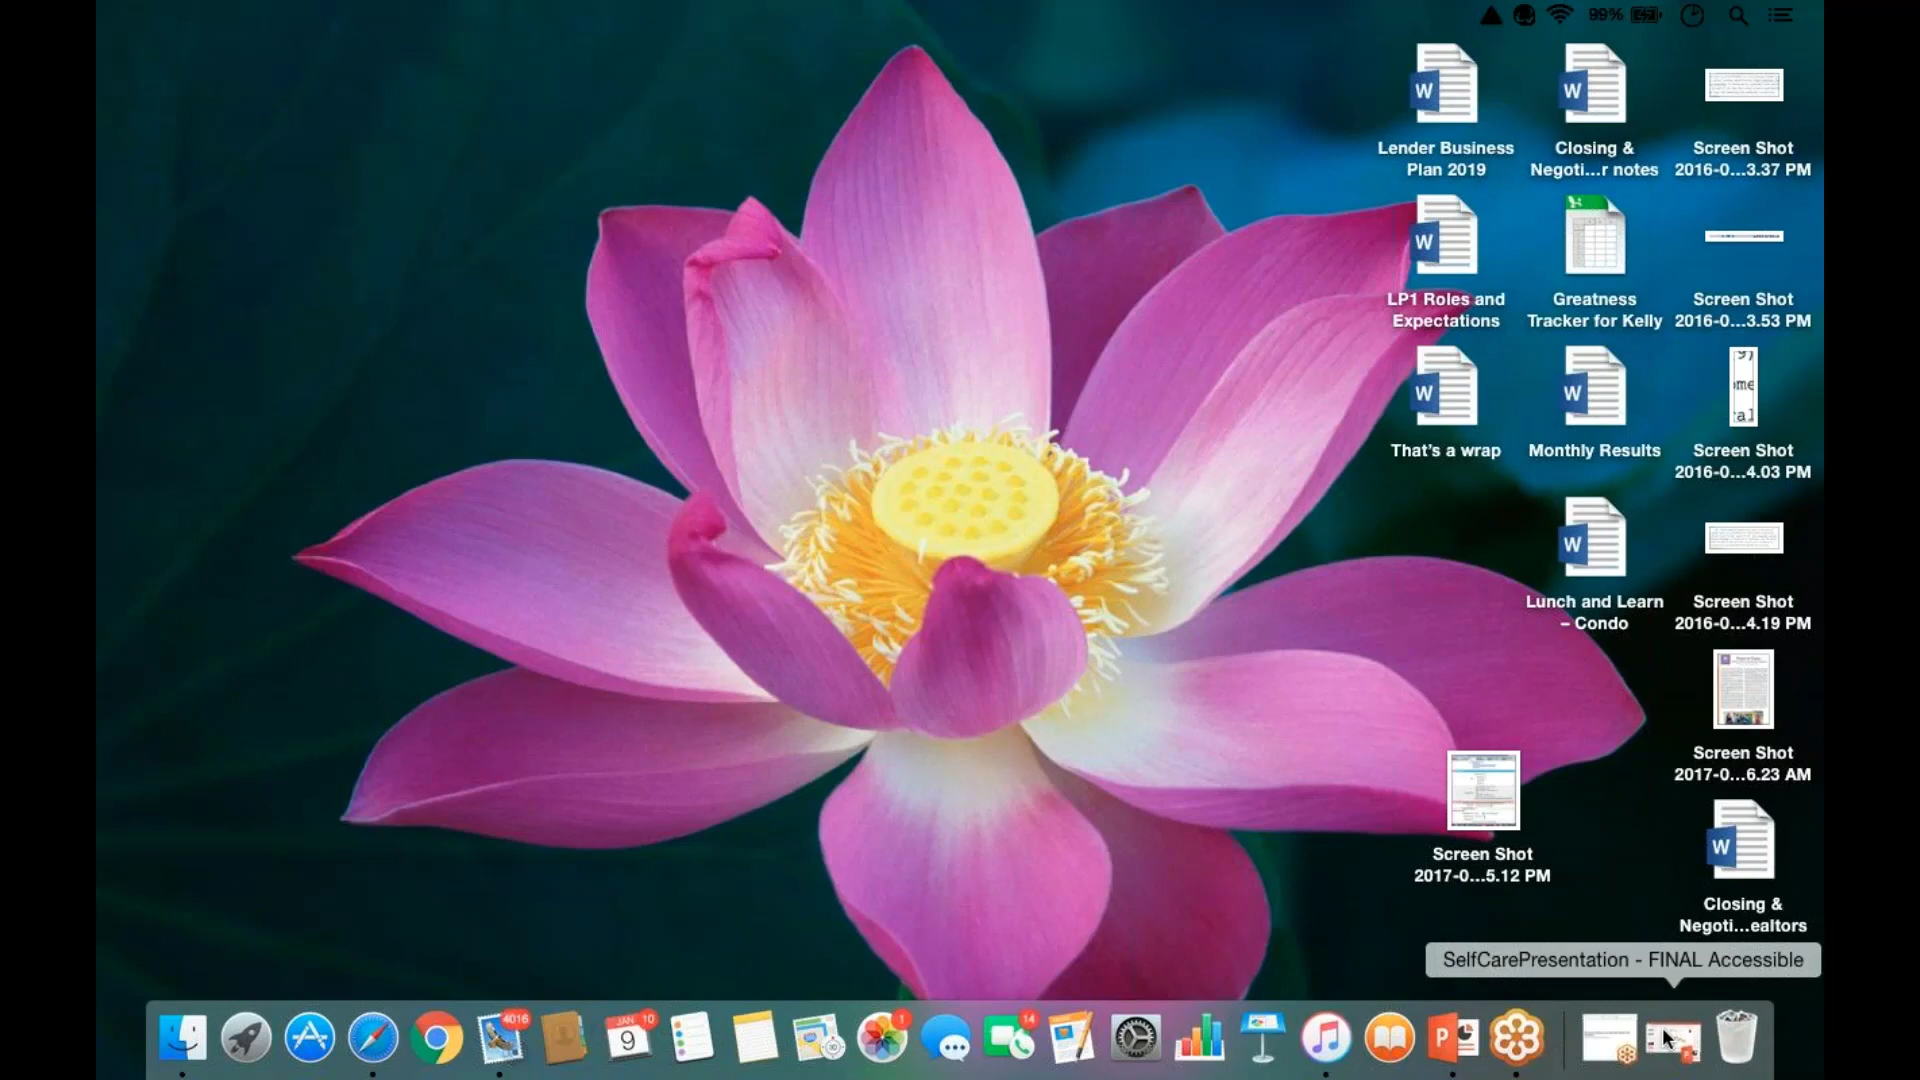 99%
Lender Business
Plan 2019
Closing &
Negoti...r notes
Screen Shot
2016-0...3.37 PM
LP1 Roles and
Expectations
Greatness
Tracker for Kelly
Screen Shot
2016-0...3.53 PM
That's a wrap
Monthly Results
Screen Shot
2016-0...4.03 PM
Lunch and Learn
– Condo
Screen Shot
2016-0...4.19 PM
Screen Shot
2017-0...6.23 AM
Screen Shot
2017-0...5.12 PM
Closing &
Negoti...ealtors
SelfCarePresentation - FINAL Accessible
4016
JAN
10
9
1
14